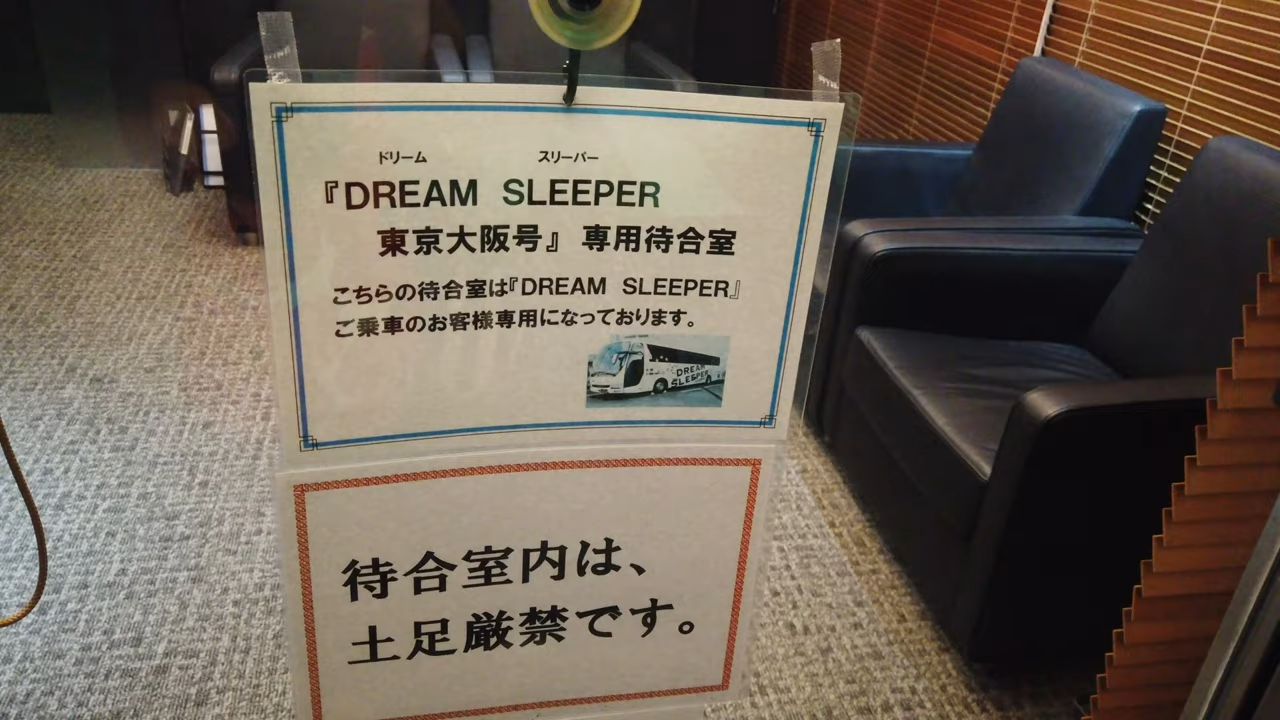 ドリーム スリーパー
『DREAM SLEEPER
東京大阪号』 専用待合室
こちらの待合室は『DREAM SLEEPER』
ご乗車のお客様専用になっております。
DREAM
SLEEPER
待合室内は、
土足厳禁です。